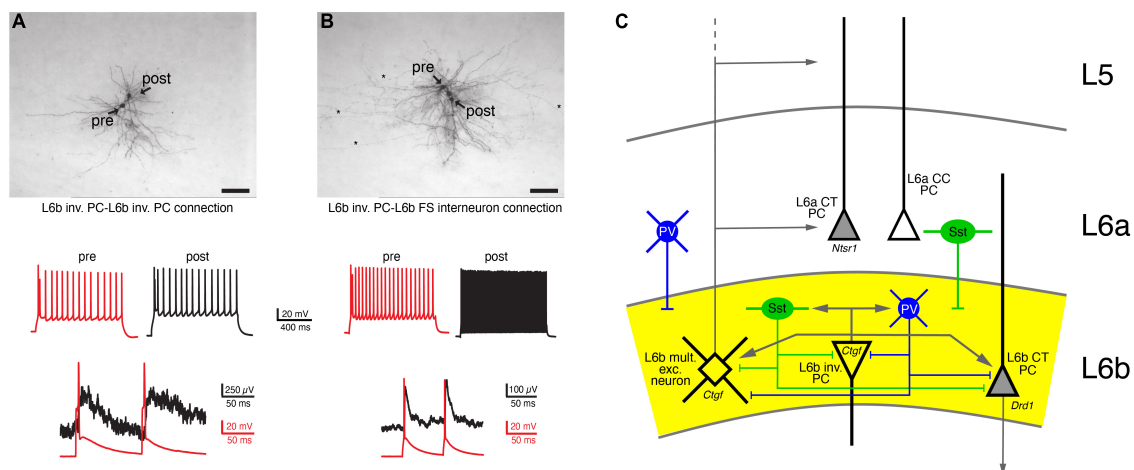 A
post
pre
L6b inv. PC-L6b inv. PC connection
pre
post
20 mV
400 ms
250 µV
50 ms
20 mV
50 ms
B
pre
post
*
*
*
*
L6b inv. PC-L6b FS interneuron connection
pre
post
100 µV
50 ms
20 mV
50 ms
C
L5
L6a CC
PC
L6a CT
PC
Ntsr1
PV
Sst
L6a
Sst
PV
Ctgf
L6b mult.
exc.
neuron
Ctgf
L6b inv.
PC
L6b CT
PC
Drd1
L6b